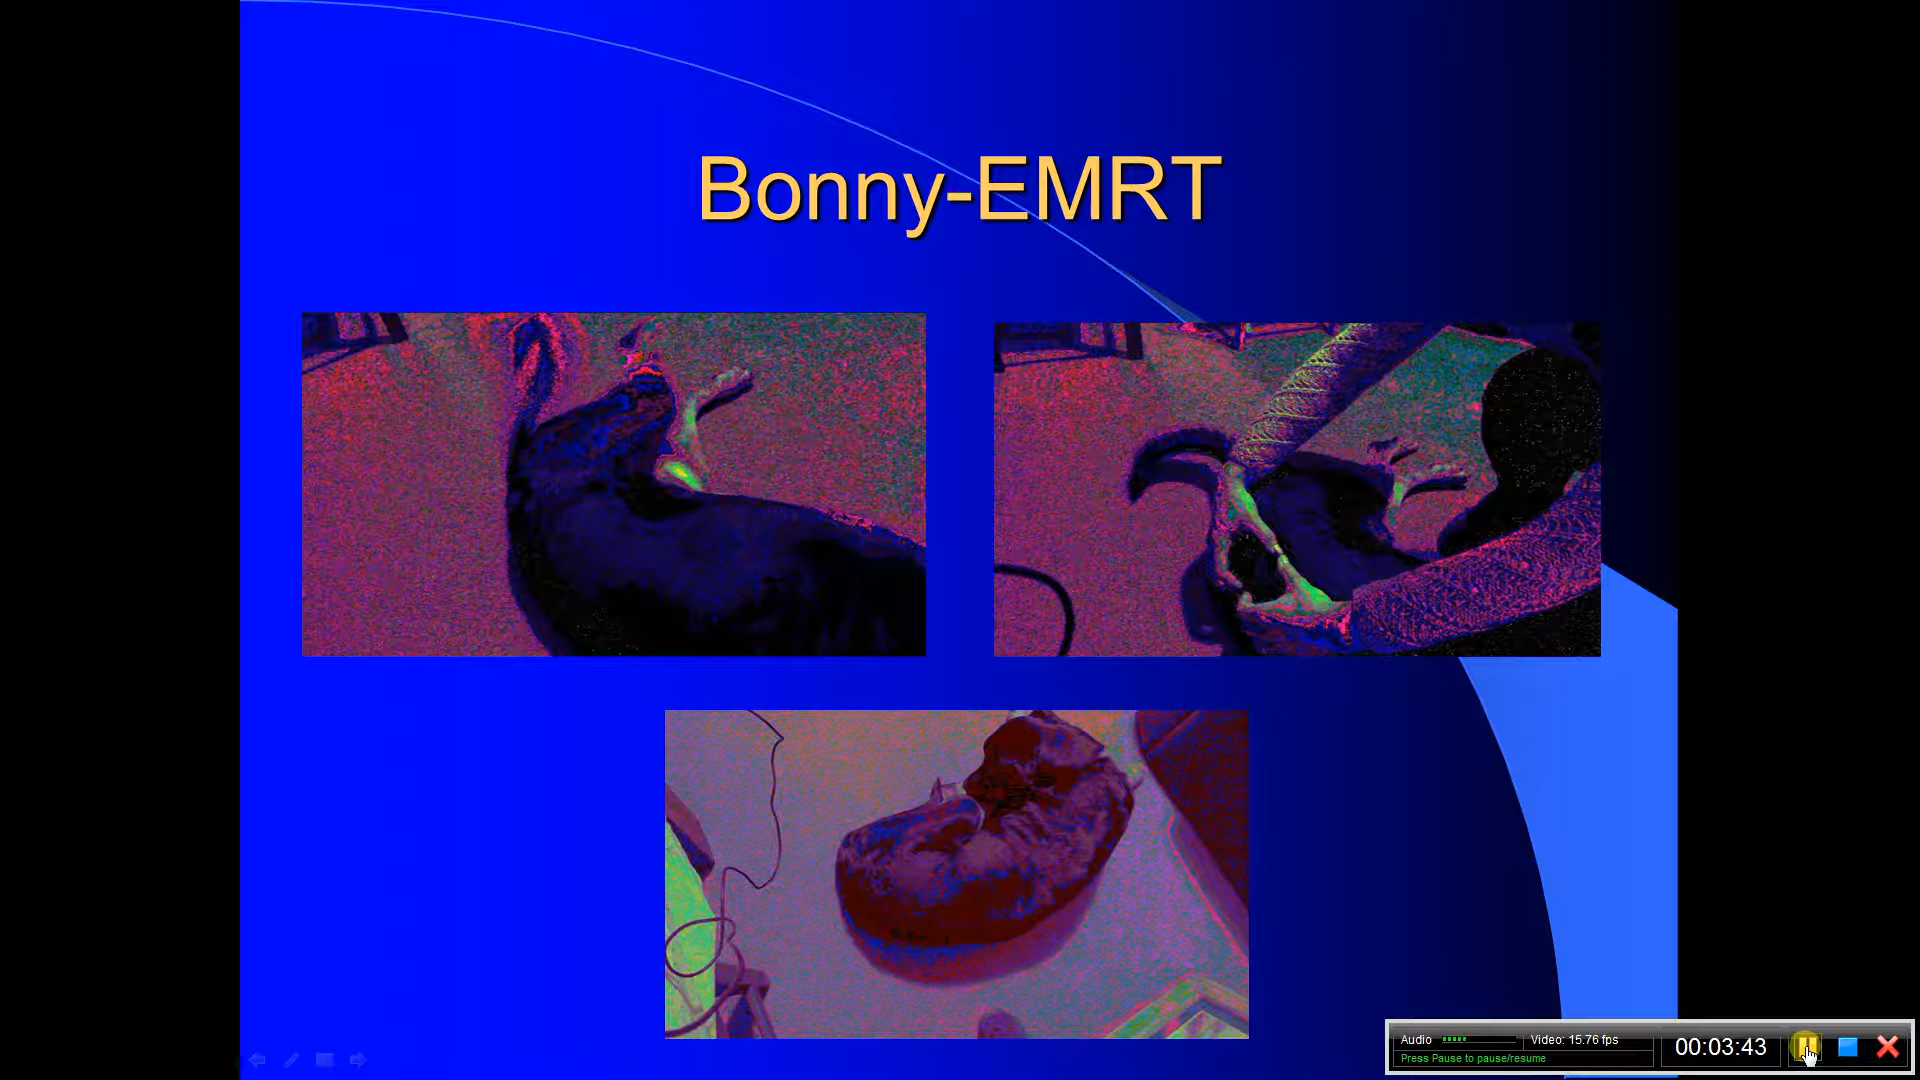 Bonny-EMRT
Audio
Video: 15.76 fps
Press Pause to pause/resume
00:03:43